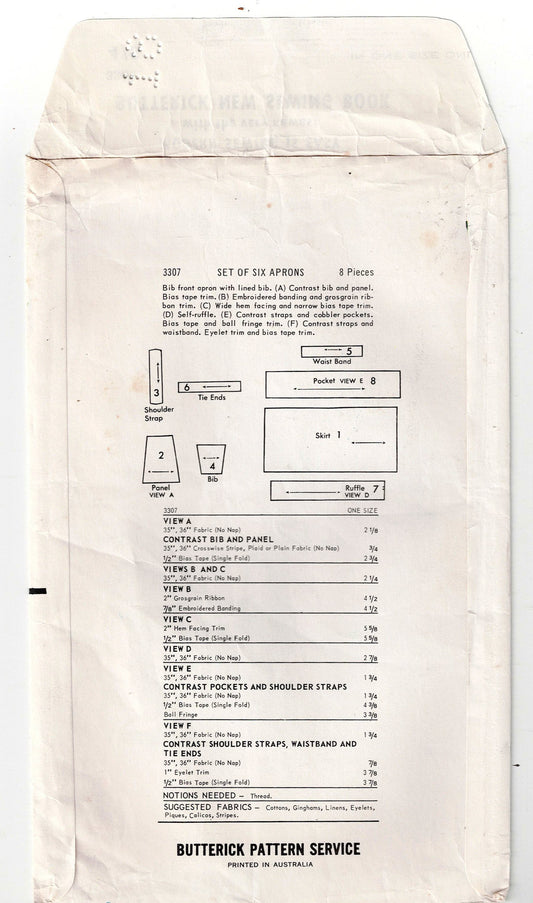 BUTTERICK NEW SEWING BOOK
3307 SET OF SIX APRONS 8 Pieces
Bib front apron with lined bib. (A) Contrast bib and panel.
Bias tape trim. (B) Embroidered banding and grosgrain rib-
bon trim. (C) Wide hem facing and narrow bias tape trim.
(D) Self-ruffle. (E) Contrast straps and cobbler pockets.
Bias tape and ball fringe trim. (F) Contrast straps and
waistband. Eyelet trim and bias tape trim.
5
Waist Band
3
Shoulder
Strap
6
Tie Ends
Pocket VIEW E 8
Skirt 1
2
Panel
VIEW A
4
Bib
Ruffle 7
VIEW D
3307 ONE SIZE
VIEW A
35", 36" Fabric (No Nap) 2 1/8
CONTRAST BIB AND PANEL
35", 36" Crosswise Stripe, Plaid or Plain Fabric (No Nap) 3/4
1/2" Bias Tape (Single Fold) 2 3/4
VIEWS B AND C
35", 36" Fabric (No Nap) 2 1/4
VIEW B
2" Grosgrain Ribbon 4 1/2
7/8" Embroidered Banding 4 1/2
VIEW C
2" Hem Facing Trim 5 5/8
1/2" Bias Tape (Single Fold) 5 5/8
VIEW D
35", 36" Fabric (No Nap) 2 7/8
VIEW E
35", 36" Fabric (No Nap) 1 3/4
CONTRAST POCKETS AND SHOULDER STRAPS
35", 36" Fabric (No Nap) 1 3/4
1/2" Bias Tape (Single Fold) 4 3/8
Ball Fringe 3 3/8
VIEW F
35", 36" Fabric (No Nap) 1 3/4
CONTRAST SHOULDER STRAPS, WAISTBAND AND
TIE ENDS
35", 36" Fabric (No Nap) 7/8
1" Eyelet Trim 3 7/8
1/2" Bias Tape (Single Fold) 3 7/8
NOTIONS NEEDED – Thread.
SUGGESTED FABRICS – Cottons, Ginghams, Linens, Eyelets,
Piques, Calicos, Stripes.
BUTTERICK PATTERN SERVICE
PRINTED IN AUSTRALIA